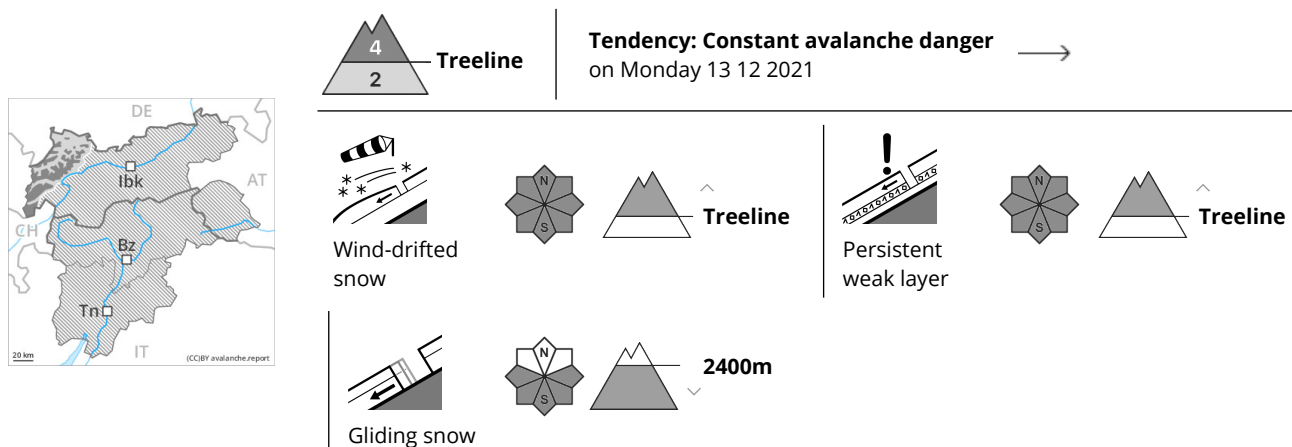 4
2
Treeline
Tendency: Constant avalanche danger
on Monday 13 12 2021
DE
Ibk
AT
CH
Bz
Tn
IT
20 km
(CC)BY avalanche.report
N
S
Treeline
Wind-drifted
snow
N
S
Treeline
Persistent
weak layer
N
S
2400m
Gliding snow